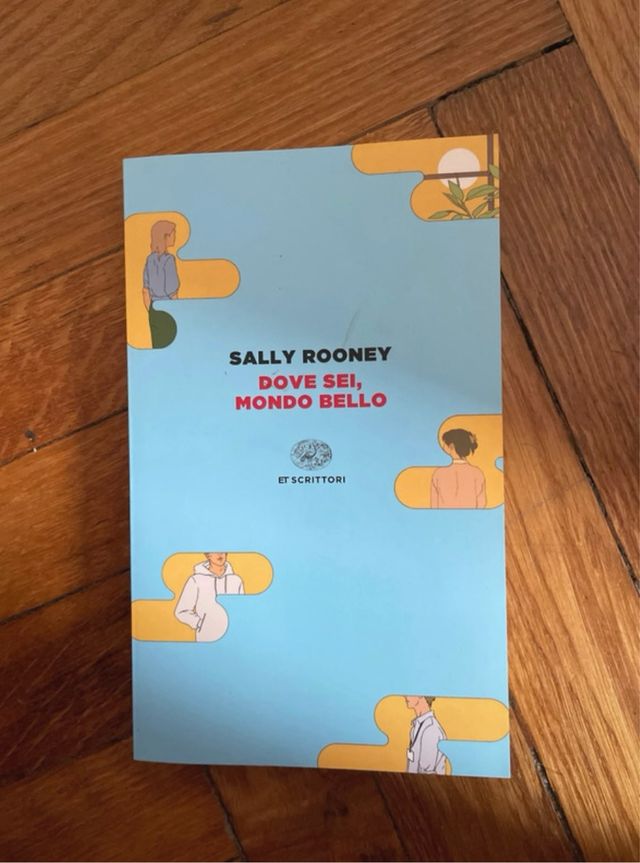 SALLY ROONEY
DOVE SEI,
MONDO BELLO
ET SCRITTORI